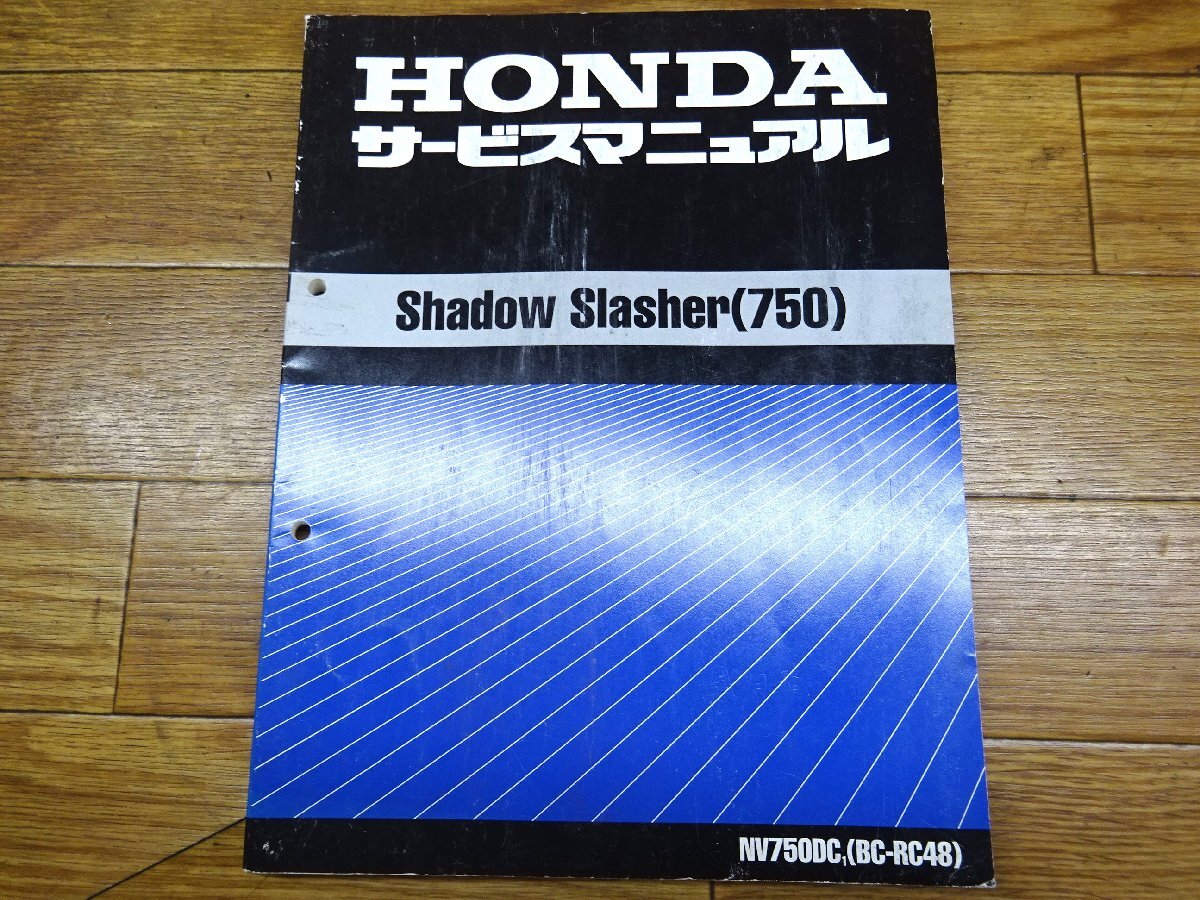 HONDA
サービスマニュアル
Shadow Slasher(750)
NV750DC1(BC-RC48)